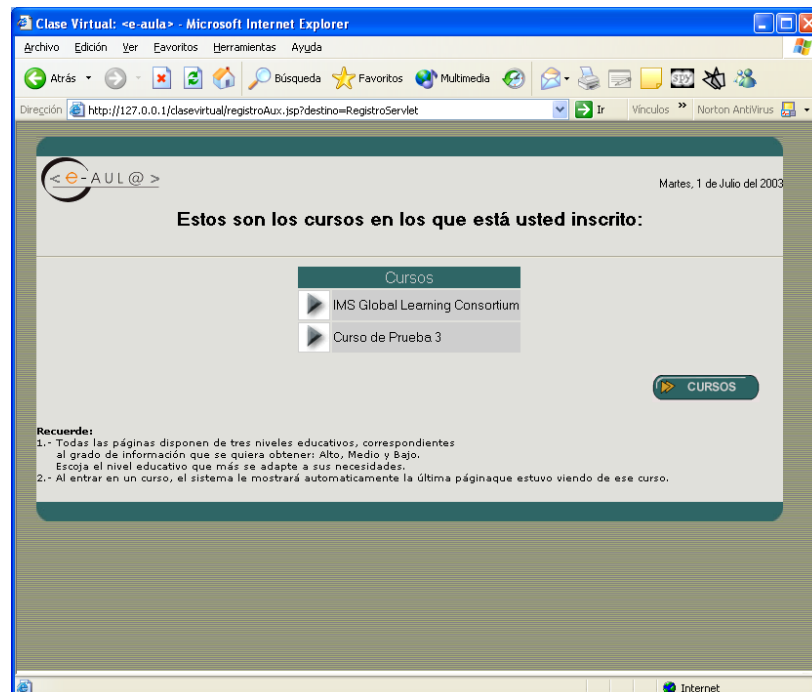 Clase Virtual: <e-aula> - Microsoft Internet Explorer
Archivo Edición Ver Favoritos Herramientas Ayuda
Atrás Búsqueda Favoritos Multimedia SPY
Dirección http://127.0.0.1/clasevirtual/registroAux.jsp?destino=RegistroServlet Ir Vínculos » Norton AntiVirus
<e-AUL@>
Martes, 1 de Julio del 2003
Estos son los cursos en los que está usted inscrito:
Cursos
IMS Global Learning Consortium
Curso de Prueba 3
CURSOS
Recuerde:
1.- Todas las páginas disponen de tres niveles educativos, correspondientes
al grado de información que se quiera obtener: Alto, Medio y Bajo.
Escoja el nivel educativo que más se adapte a sus necesidades.
2.- Al entrar en un curso, el sistema le mostrará automaticamente la última páginaque estuvo viendo de ese curso.
Internet